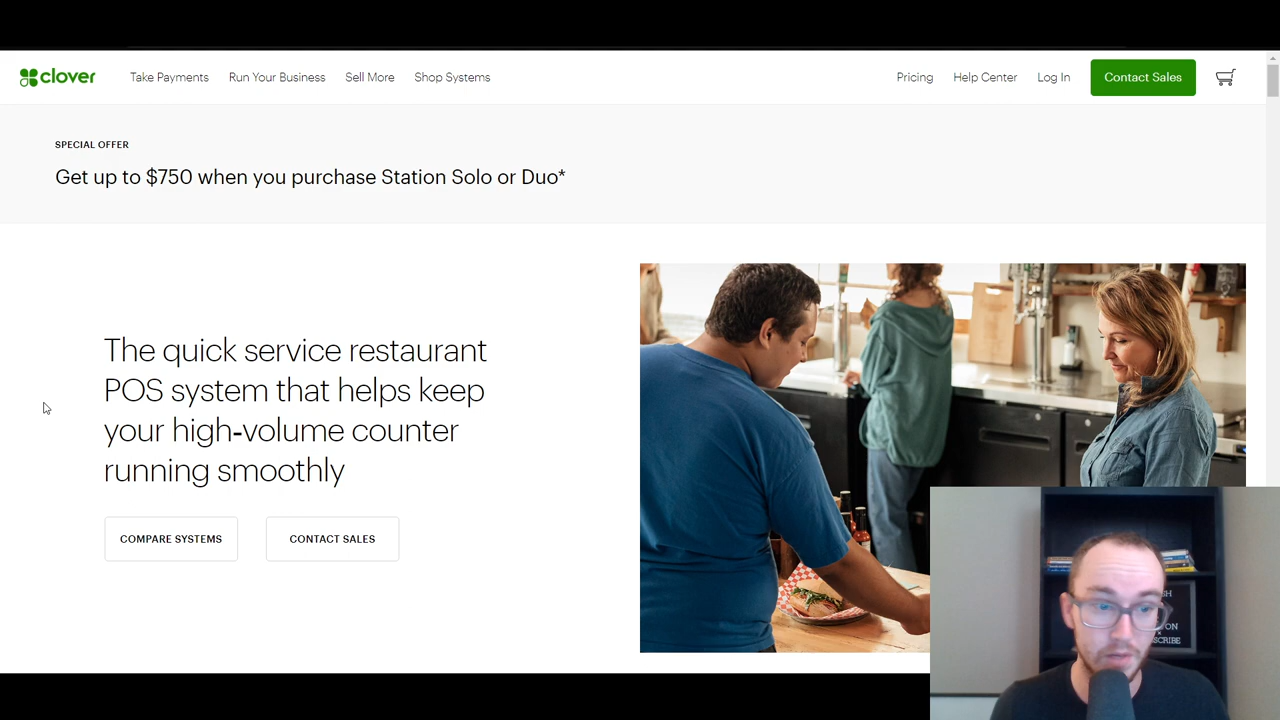 clover
Take Payments
Run Your Business
Sell More
Shop Systems
Pricing
Help Center
Log In
Contact Sales
SPECIAL OFFER
Get up to $750 when you purchase Station Solo or Duo*
The quick service restaurant
POS system that helps keep
your high-volume counter
running smoothly
COMPARE SYSTEMS
CONTACT SALES